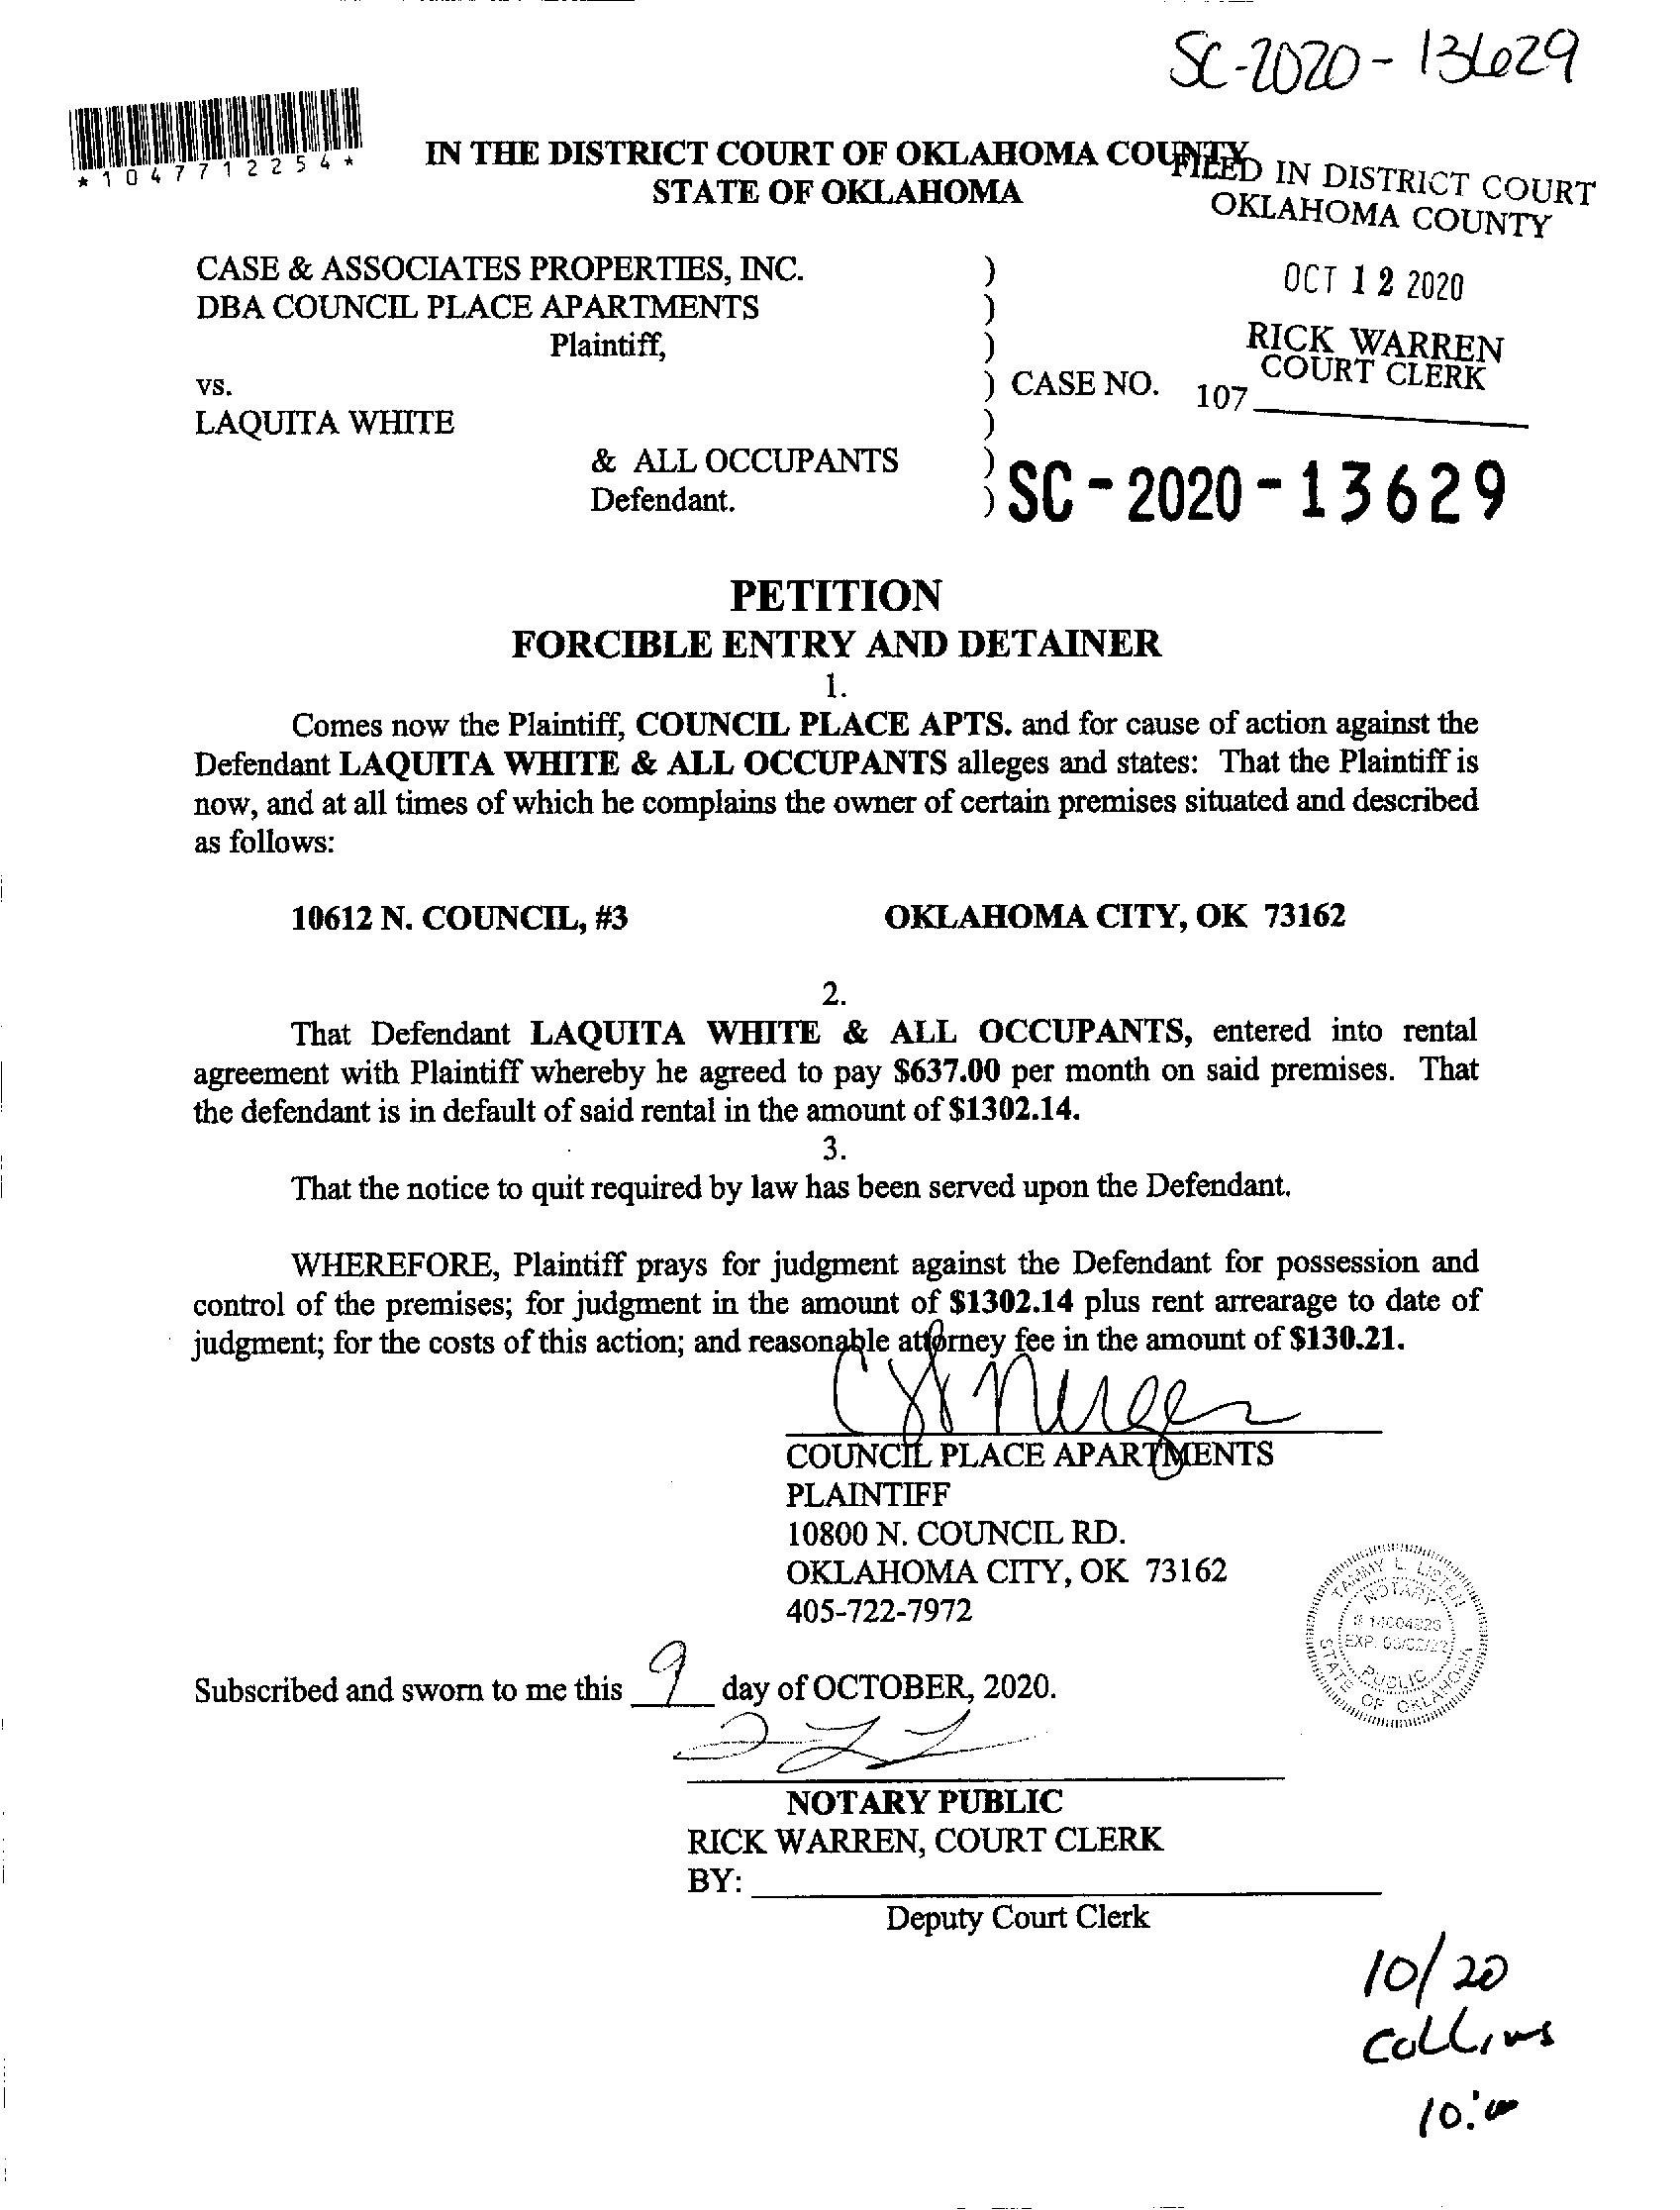 SC-2020-13629
*1047712254*
IN THE DISTRICT COURT OF OKLAHOMA COUNTY
STATE OF OKLAHOMA
FILED IN DISTRICT COURT
OKLAHOMA COUNTY
OCT 12 2020
RICK WARREN
COURT CLERK
107
CASE & ASSOCIATES PROPERTIES, INC. )
DBA COUNCIL PLACE APARTMENTS )
Plaintiff, )
vs. ) CASE NO.
LAQUITA WHITE )
& ALL OCCUPANTS )
Defendant. ) SC-2020-13629
PETITION
FORCIBLE ENTRY AND DETAINER
1.
Comes now the Plaintiff, COUNCIL PLACE APTS. and for cause of action against the
Defendant LAQUITA WHITE & ALL OCCUPANTS alleges and states: That the Plaintiff is
now, and at all times of which he complains the owner of certain premises situated and described
as follows:
10612 N. COUNCIL, #3 OKLAHOMA CITY, OK 73162
2.
That Defendant LAQUITA WHITE & ALL OCCUPANTS, entered into rental
agreement with Plaintiff whereby he agreed to pay $637.00 per month on said premises. That
the defendant is in default of said rental in the amount of $1302.14.
3.
That the notice to quit required by law has been served upon the Defendant.
WHEREFORE, Plaintiff prays for judgment against the Defendant for possession and
control of the premises; for judgment in the amount of $1302.14 plus rent arrearage to date of
judgment; for the costs of this action; and reasonable attorney fee in the amount of $130.21.
COUNCIL PLACE APARTMENTS
PLAINTIFF
10800 N. COUNCIL RD.
OKLAHOMA CITY, OK 73162
405-722-7972
TAMMY L.
NOTARY
PUBLIC
STATE OF OKLAHOMA
Subscribed and sworn to me this 9 day of OCTOBER, 2020.
NOTARY PUBLIC
RICK WARREN, COURT CLERK
BY:
Deputy Court Clerk
10/20
Collins
10:00